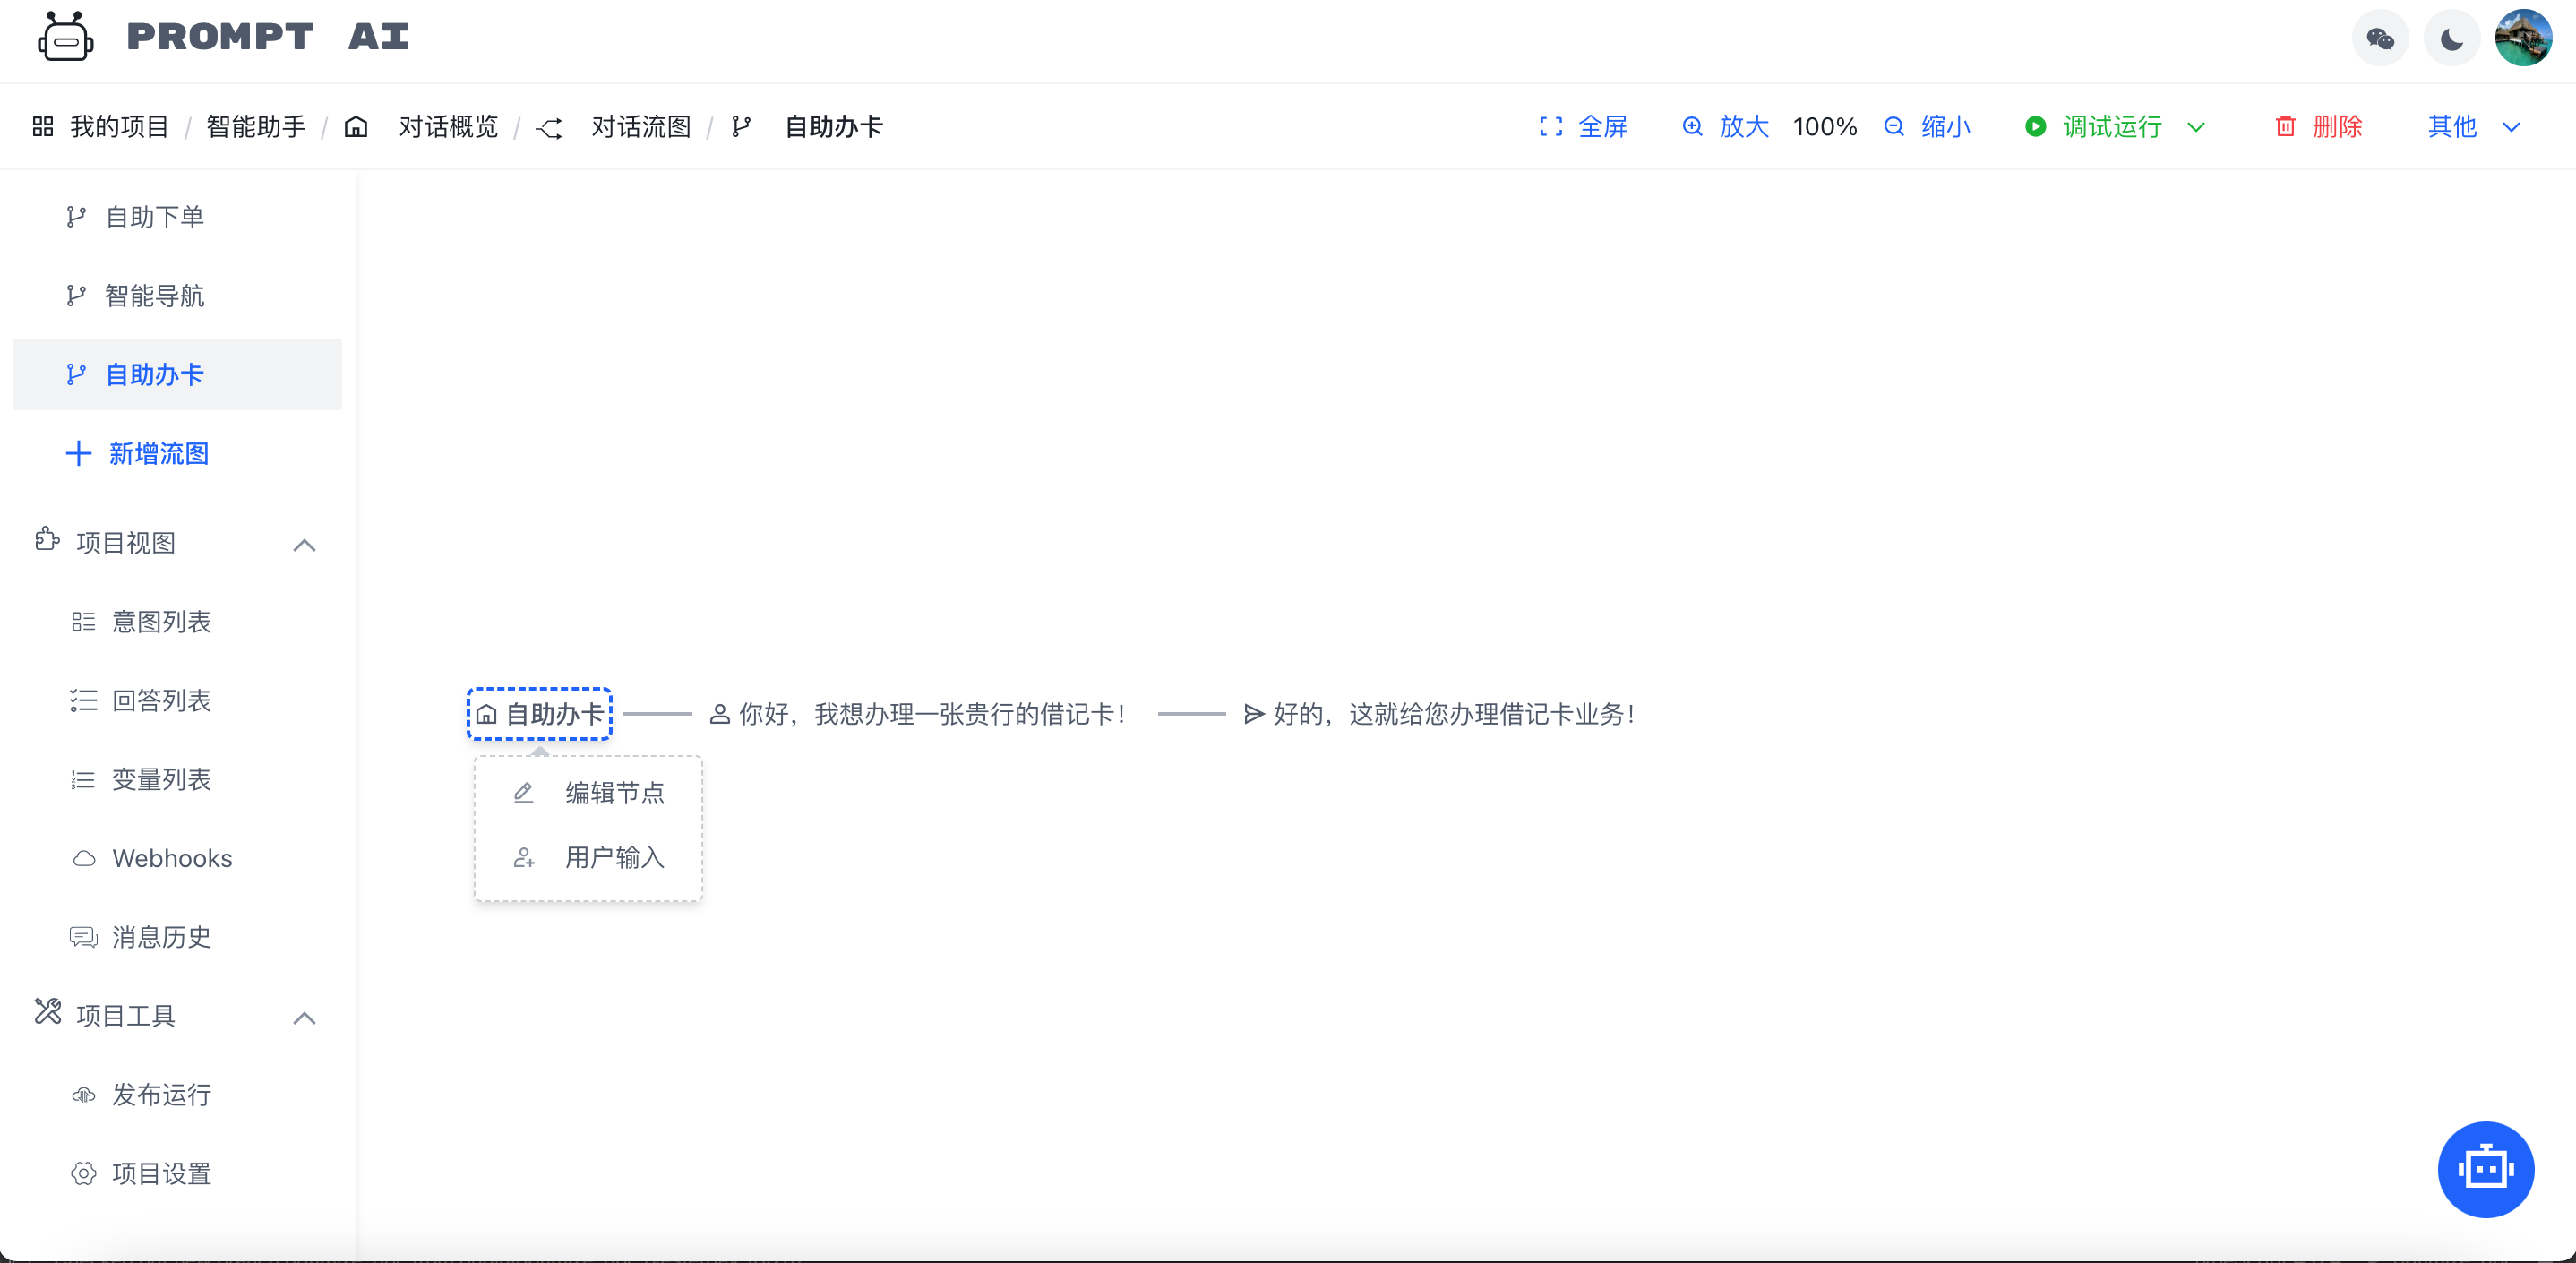 PROMPT AI
我的项目 / 智能助手 / 对话概览 / 对话流图 / 自助办卡
全屏 放大 100% 缩小 调试运行 删除 其他
自助下单
智能导航
自助办卡
新增流图
项目视图
意图列表
回答列表
变量列表
Webhooks
消息历史
项目工具
发布运行
项目设置
自助办卡 你好，我想办理一张贵行的借记卡！ 好的，这就给您办理借记卡业务！
编辑节点
用户输入